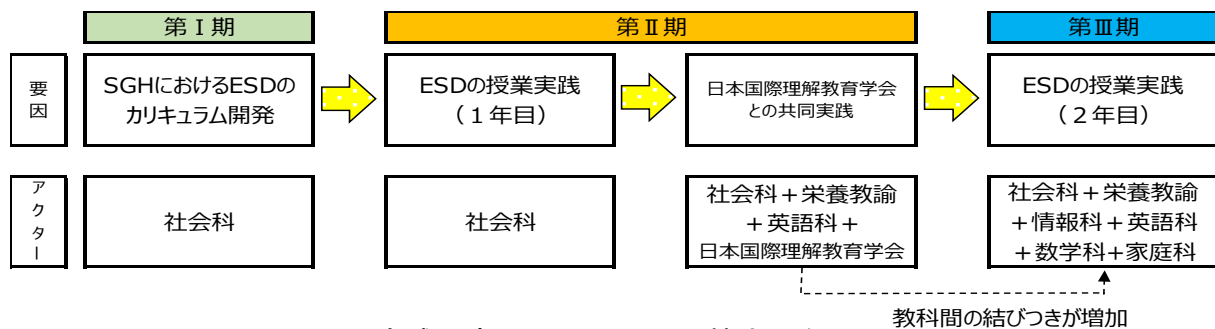 第Ⅰ期
第Ⅱ期
第Ⅲ期
要因
SGHにおけるESDの
カリキュラム開発
ESDの授業実践
（１年目）
日本国際理解教育学会
との共同実践
ESDの授業実践
（２年目）
アクター
社会科
社会科
社会科＋栄養教諭
＋英語科＋
日本国際理解教育学会
社会科＋栄養教諭
＋情報科＋英語科
＋数学科＋家庭科
教科間の結びつきが増加